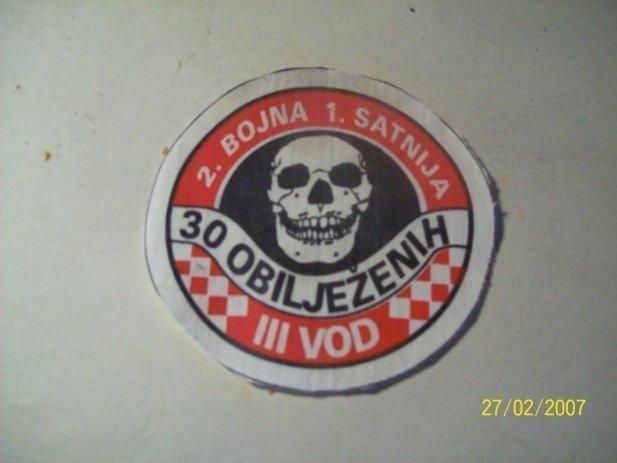 2. BOJNA 1. SATNIJA
30 OBILJEŽENIH
III VOD
27/02/2007